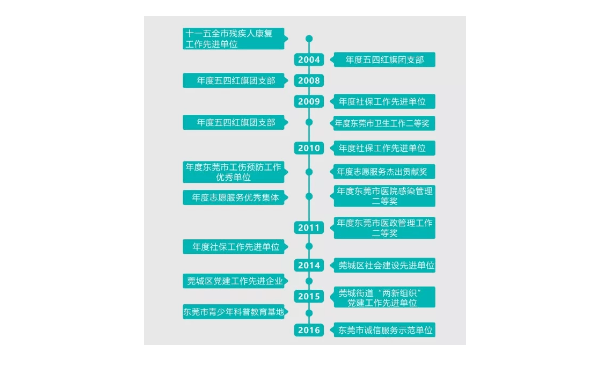 十一五全市残疾人康复
工作先进单位
2004
年度五四红旗团支部
年度五四红旗团支部
2008
2009
年度社保工作先进单位
年度五四红旗团支部
年度东莞市卫生工作二等奖
2010
年度社保工作先进单位
年度东莞市工伤预防工作
优秀单位
年度志愿服务杰出贡献奖
年度志愿服务优秀集体
年度东莞市医院感染管理
二等奖
2011
年度东莞市医政管理工作
二等奖
年度社保工作先进单位
2014
莞城区社会建设先进单位
莞城区党建工作先进企业
2015
莞城街道“两新组织”
党建工作先进单位
东莞市青少年科普教育基地
2016
东莞市诚信服务示范单位